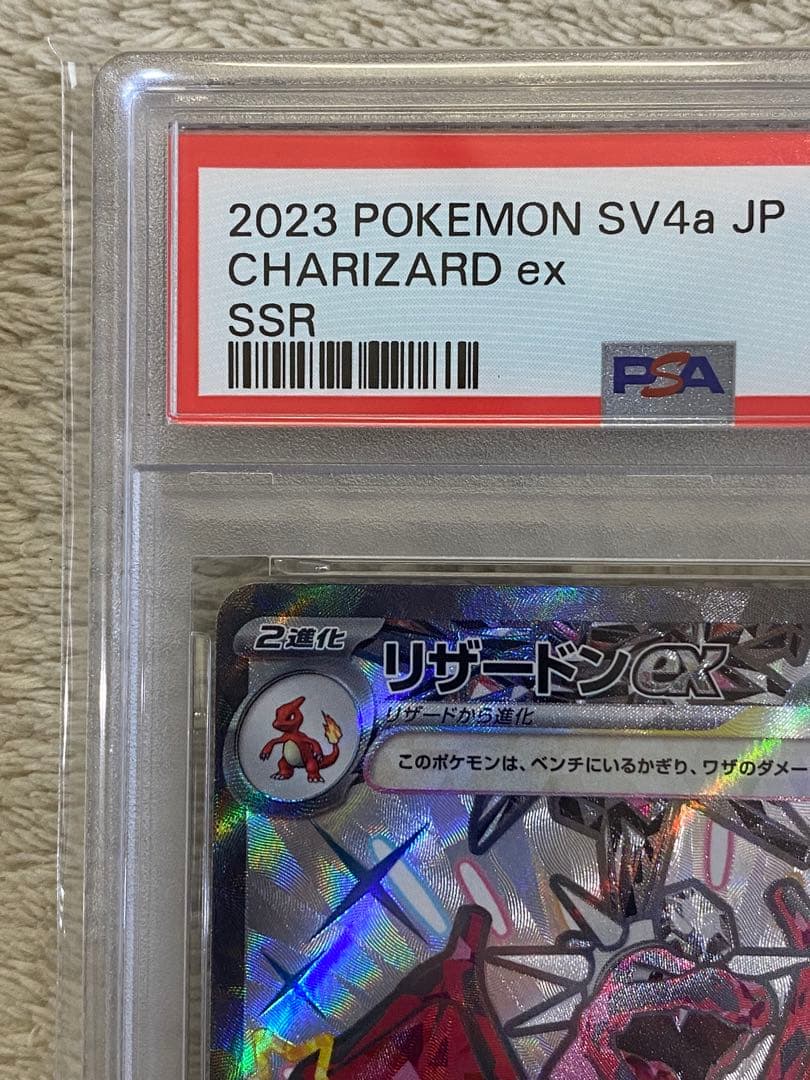 2023 POKEMON SV4a JP
CHARIZARD ex
SSR
PSA
2進化
リザードンex
リザードから進化
このポケモンは、ベンチにいるかぎり、ワザのダメー